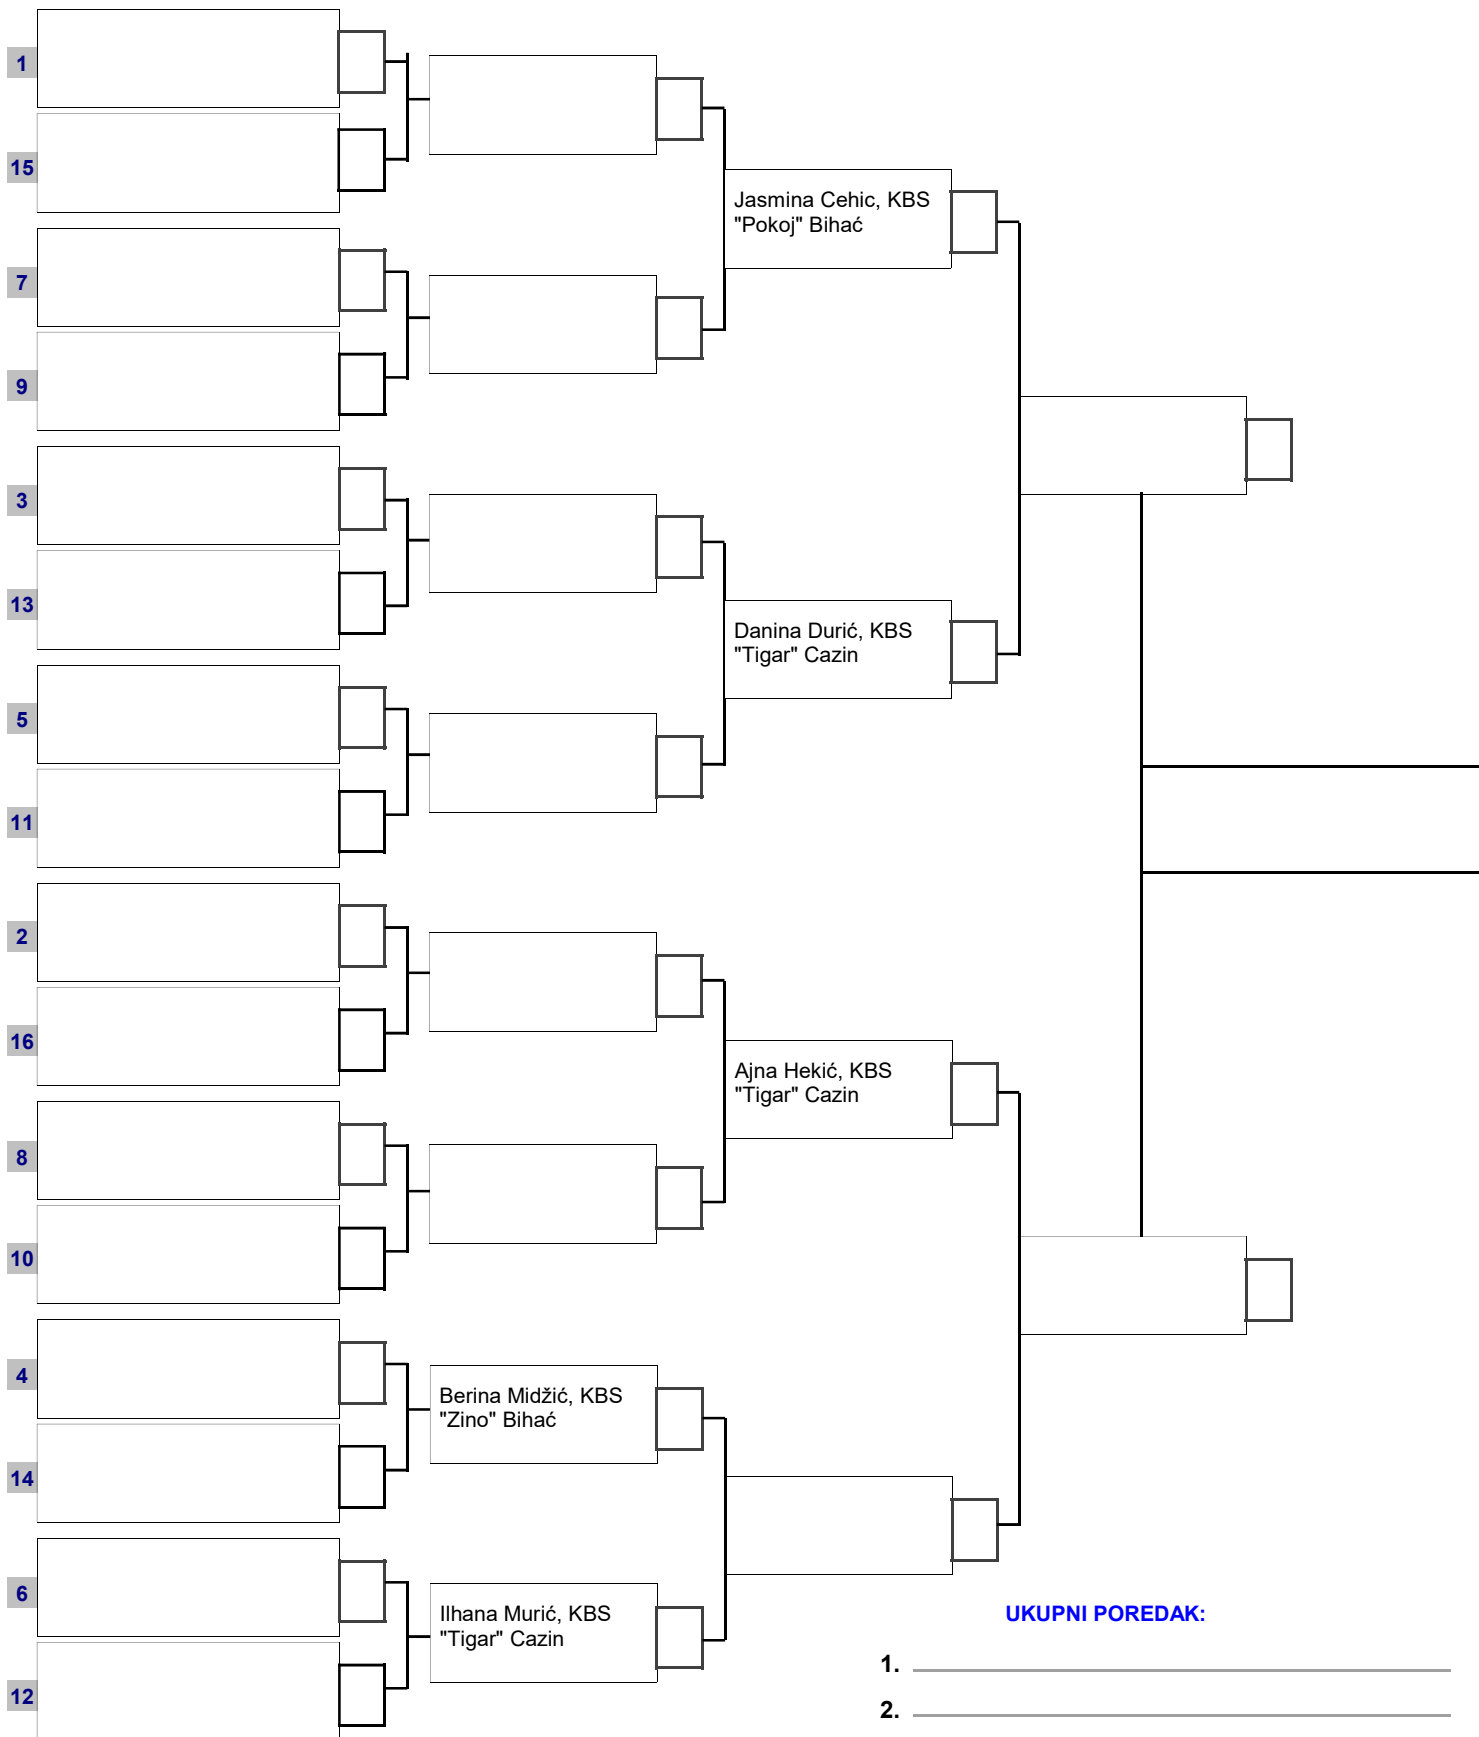 1
15
7
9
3
13
5
11
2
16
8
10
4
14
6
12
Berina Midžić, KBS
"Zino" Bihać
Ilhana Murić, KBS
"Tigar" Cazin
Jasmina Cehic, KBS
"Pokoj" Bihać
Danina Durić, KBS
"Tigar" Cazin
Ajna Hekić, KBS
"Tigar" Cazin
UKUPNI POREDAK:
1.
2.